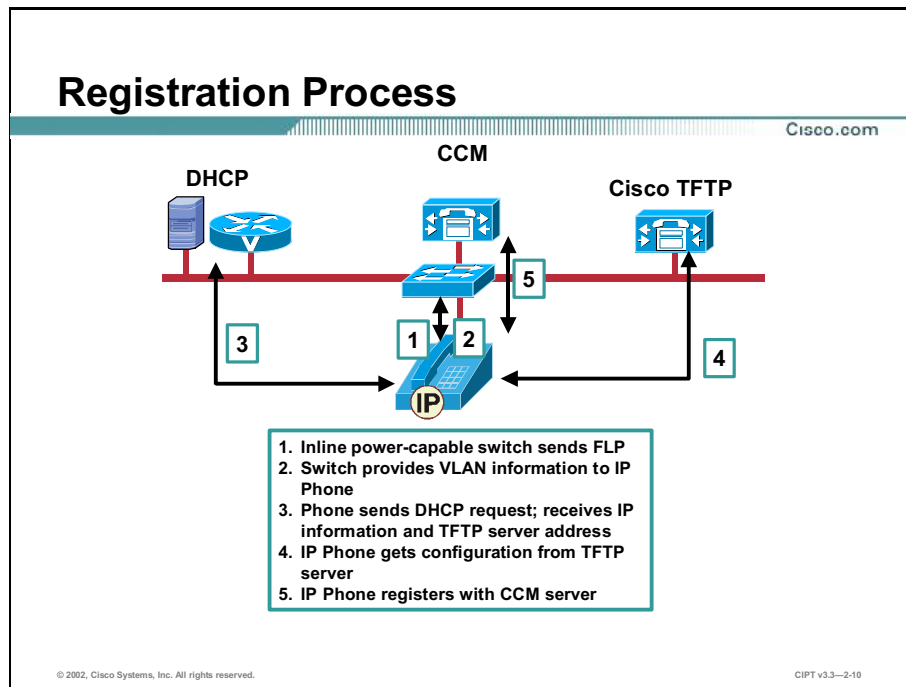 Registration Process
Cisco.com
CCM
DHCP
Cisco TFTP
V
5
1
2
3
4
IP
1. Inline power-capable switch sends FLP
2. Switch provides VLAN information to IP
Phone
3. Phone sends DHCP request; receives IP
information and TFTP server address
4. IP Phone gets configuration from TFTP
server
5. IP Phone registers with CCM server
© 2002, Cisco Systems, Inc. All rights reserved.
CIPT v3.3—2-10